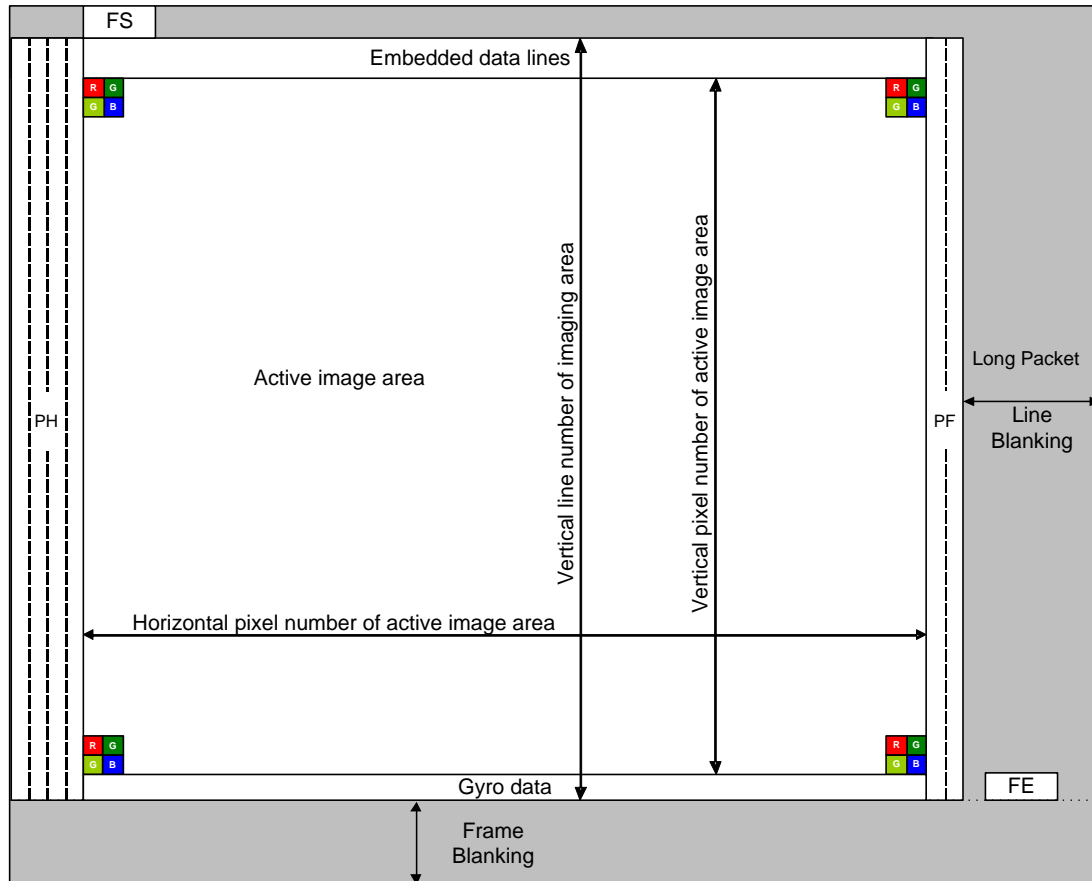 FS
Embedded data lines
R G
G B
R G
G B
Vertical line number of imaging area
Vertical pixel number of active image area
Long Packet
Active image area
PH
PF
Line
Blanking
Horizontal pixel number of active image area
R G
G B
R G
G B
Gyro data
FE
Frame
Blanking